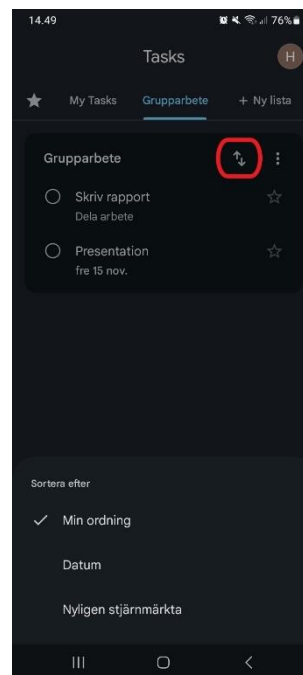 14.49
76%
Tasks
H
My Tasks
Grupparbete
+ Ny lista
Grupparbete
Skriv rapport
Dela arbete
Presentation
fre 15 nov.
Sortera efter
Min ordning
Datum
Nyligen stjärnmärkta